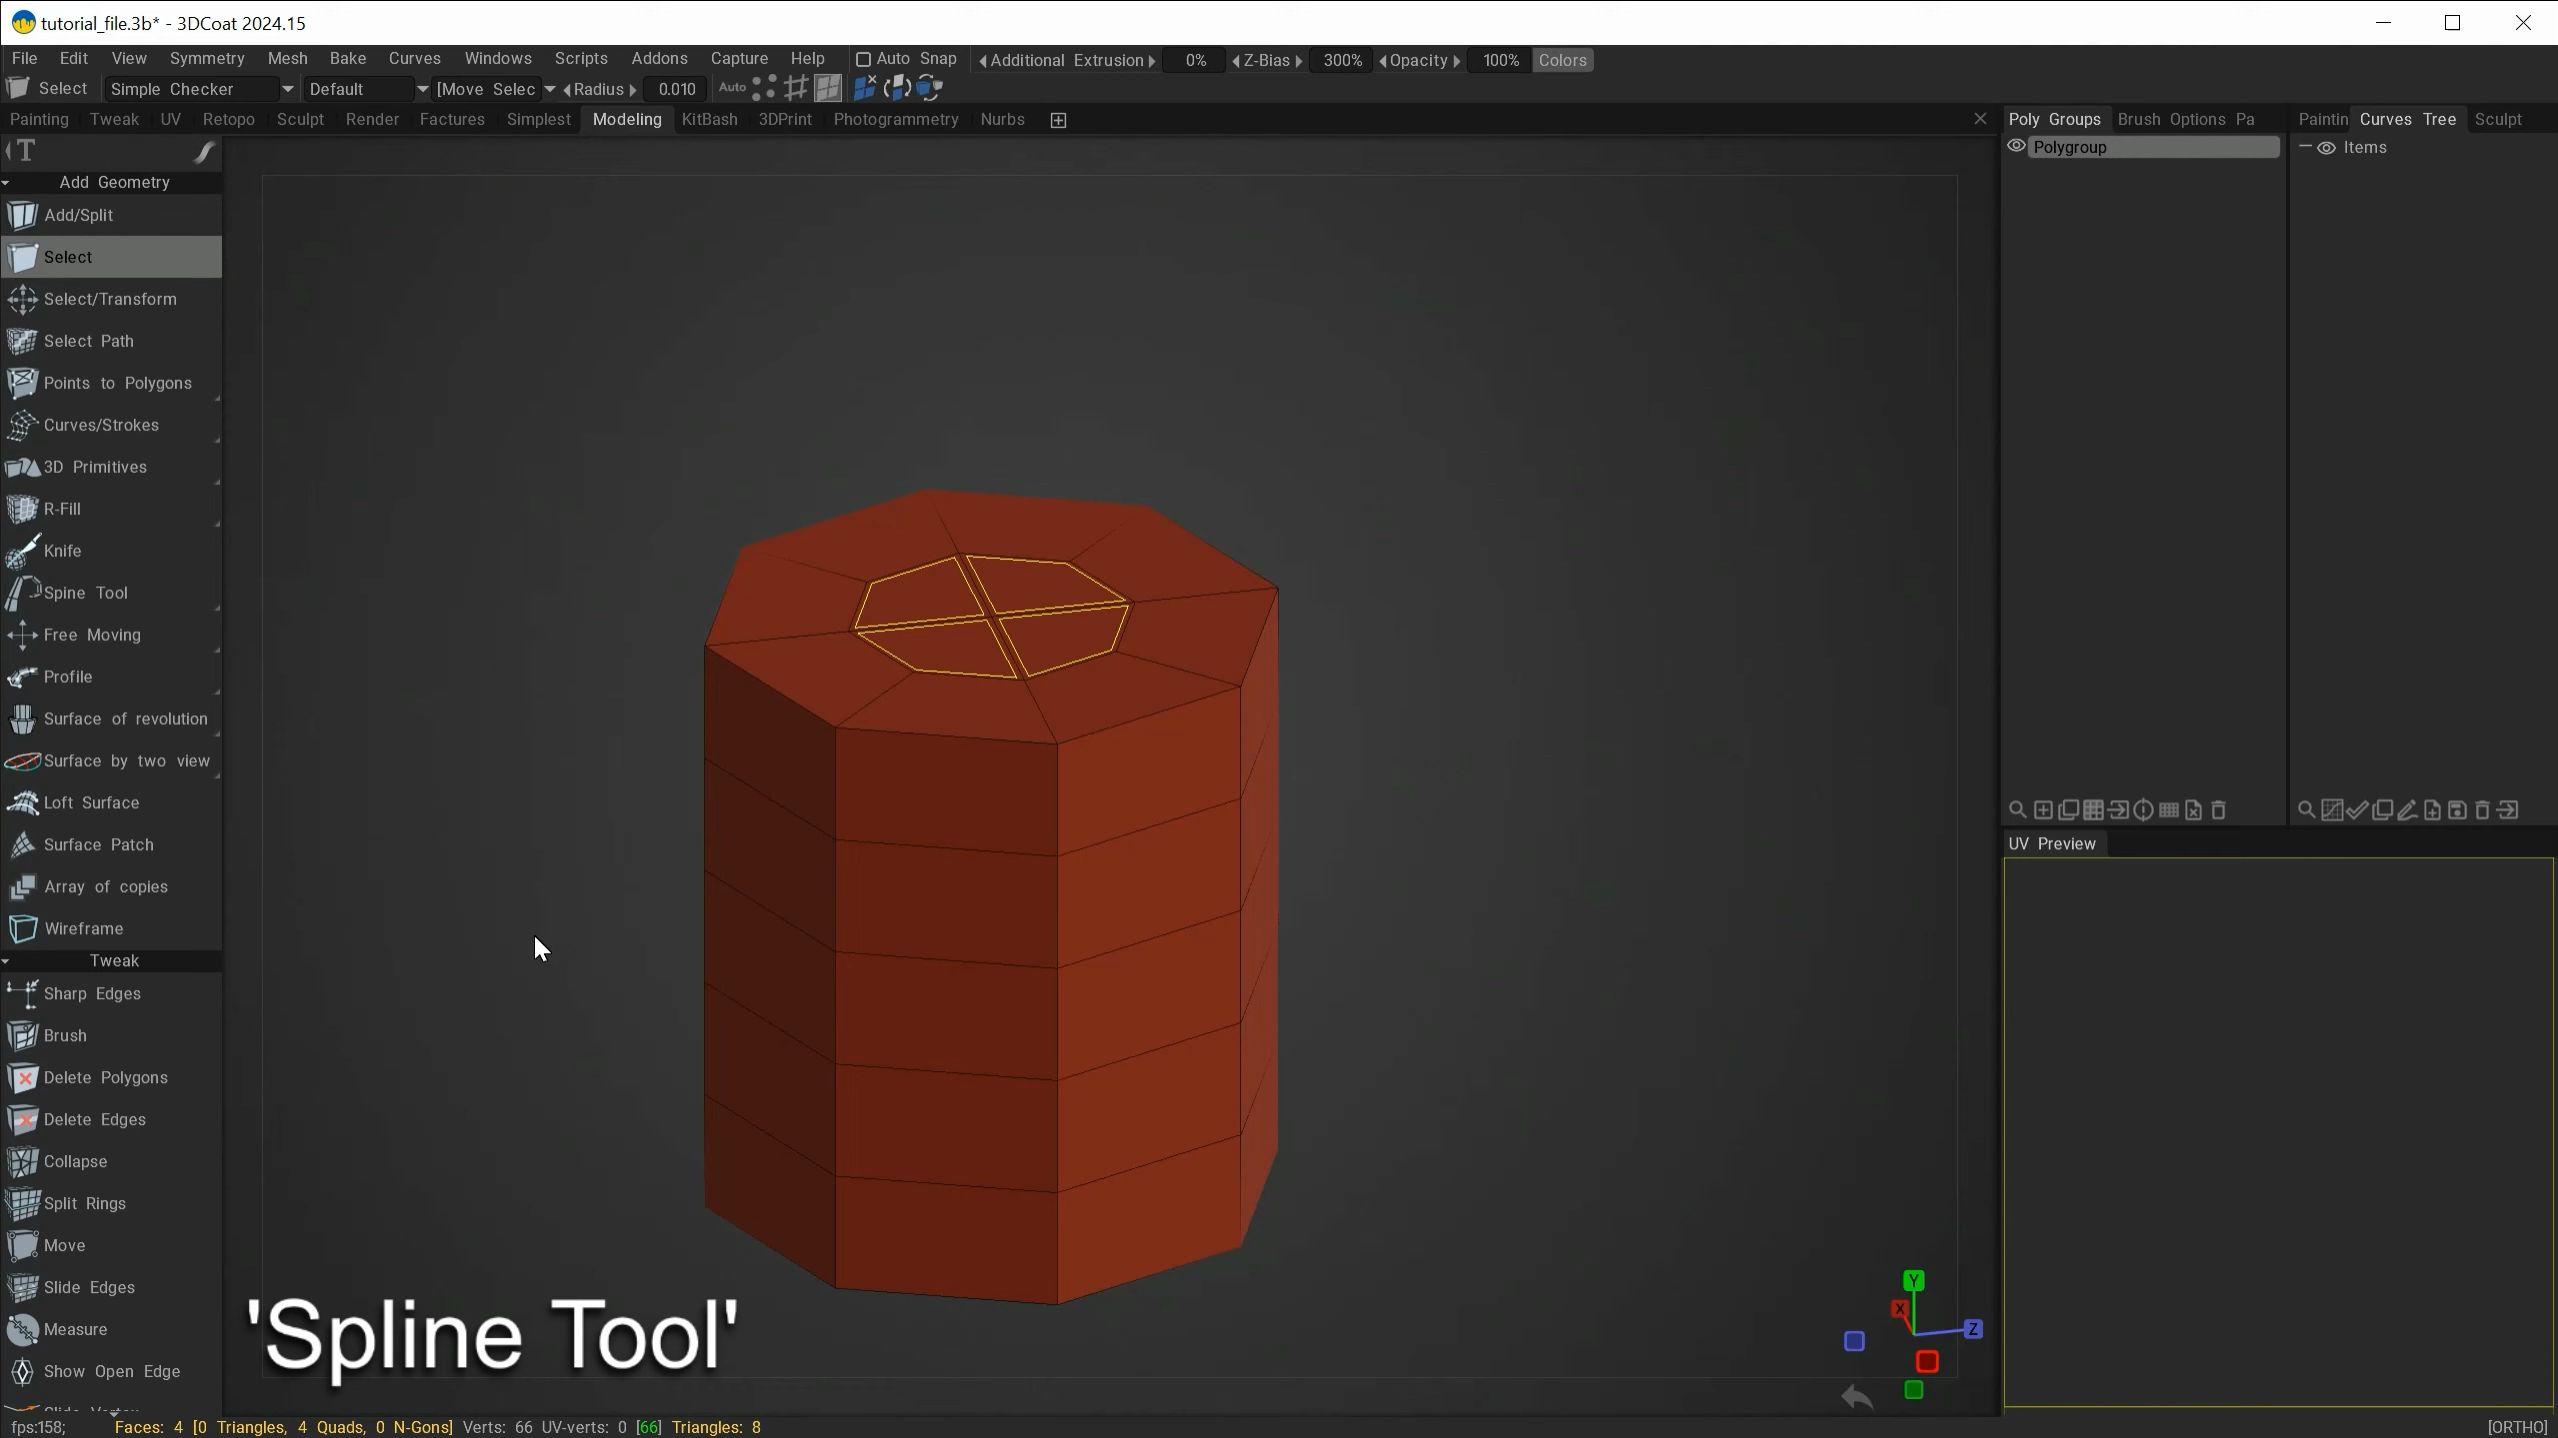 tutorial_file.3b* - 3DCoat 2024.15
File Edit View Symmetry Mesh Bake Curves Windows Scripts Addons Capture Help Auto Snap Additional Extrusion 0% Z-Bias 300% Opacity 100% Colors
Select Simple Checker Default [Move Selec Radius 0.010 Auto
Painting Tweak UV Retopo Sculpt Render Factures Simplest Modeling KitBash 3DPrint Photogrammetry Nurbs
Poly Groups Brush Options Pa
Paintin Curves Tree Sculpt
Polygroup
Items
T
Add Geometry
Add/Split
Select
Select/Transform
Select Path
Points to Polygons
Curves/Strokes
3D Primitives
R-Fill
Knife
Spine Tool
Free Moving
Profile
Surface of revolution
Surface by two view
Loft Surface
Surface Patch
Array of copies
Wireframe
Tweak
Sharp Edges
Brush
Delete Polygons
Delete Edges
Collapse
Split Rings
Move
Slide Edges
Measure
Show Open Edge
UV Preview
'Spline Tool'
Y
X
Z
fps:158; Faces: 4 [0 Triangles, 4 Quads, 0 N-Gons] Verts: 66 UV-verts: 0 [66] Triangles: 8
[ORTHO]